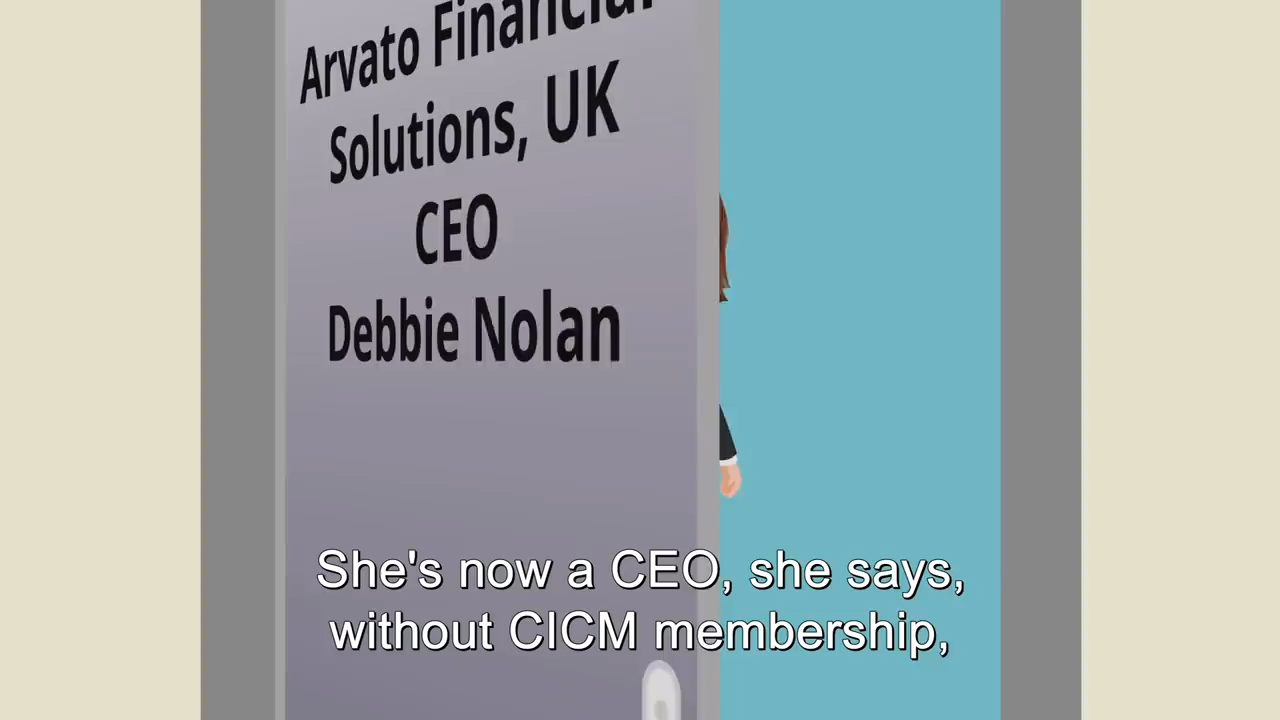 Arvato Financial
Solutions, UK
CEO
Debbie Nolan
She's now a CEO, she says,
without CICM membership,